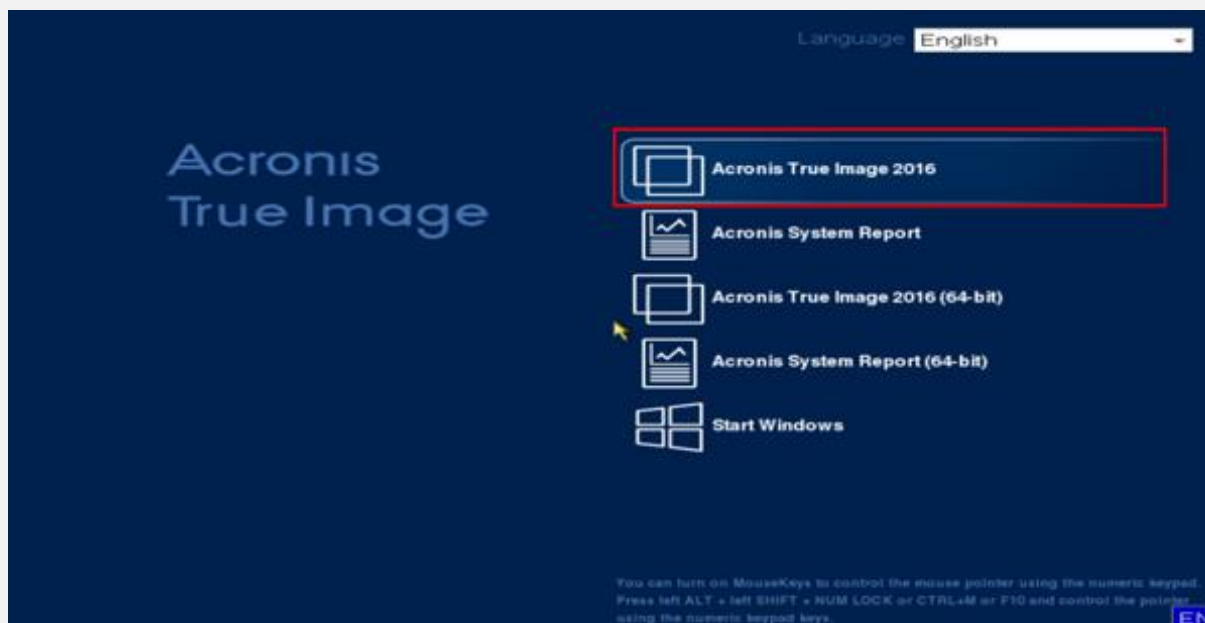 Language English
Acronis
True Image
Acronis True Image 2016
Acronis System Report
Acronis True Image 2016 (64-bit)
Acronis System Report (64-bit)
Start Windows
You can turn on MouseKeys to control the mouse pointer using the numeric keypad.
Press left ALT + left SHIFT + NUM LOCK or CTRL+M or F10 and control the pointer
using the numeric keypad keys.
EN